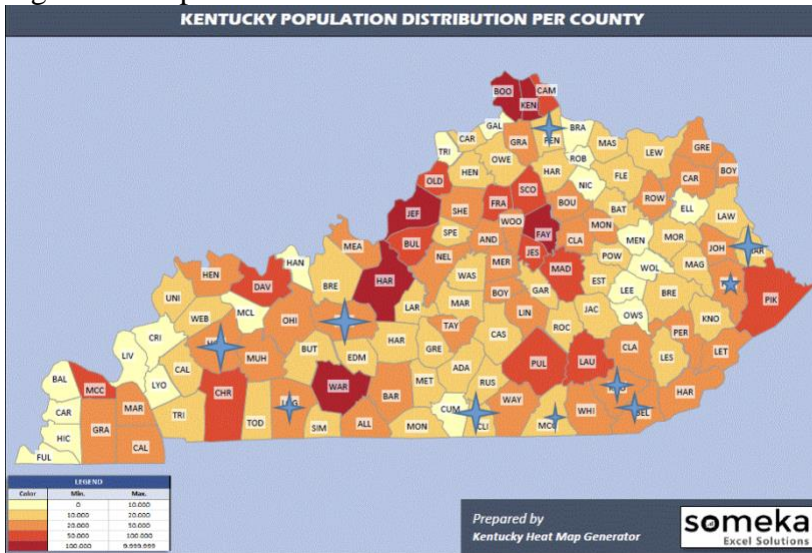 KENTUCKY POPULATION DISTRIBUTION PER COUNTY
BOO
KEN
CAM
GAL
CAR
GRA
PEN
BRA
TRI
OWE
ROB
MAS
LEW
GRE
HEN
HAR
FLE
CAR
BOY
OLD
SCO
NIC
ROW
ELL
LAW
JEF
SHE
FRA
BOU
BAT
SPE
WOO
FAY
MON
MEN
MOR
JOH
MAR
BUL
AND
JES
CLA
POW
WOL
MAG
MEA
NEL
MER
MAD
EST
LEE
BRE
PIK
HAN
HAR
WAS
GAR
OWS
KNO
HEN
DAV
BRE
LAR
MAR
BOY
LIN
JAC
PER
LET
UNI
WEB
MCL
OHI
TAY
CAS
ROC
CLA
LES
CRI
MUH
BUT
EDM
HAR
GRE
ADA
PUL
LAU
LIV
CAL
LYO
WAR
BAR
MET
RUS
HAR
BAL
MCC
CHR
LOG
CUM
WAY
WHI
BEL
CAR
MAR
TRI
TOD
SIM
ALL
MON
CLI
MCC
GRA
HIC
CAL
FUL
LEGEND
Color Min. Max.
0 10.000
10.000 20.000
20.000 50.000
50.000 100.000
100.000 9.999.999
Prepared by
Kentucky Heat Map Generator
someka
Excel Solutions